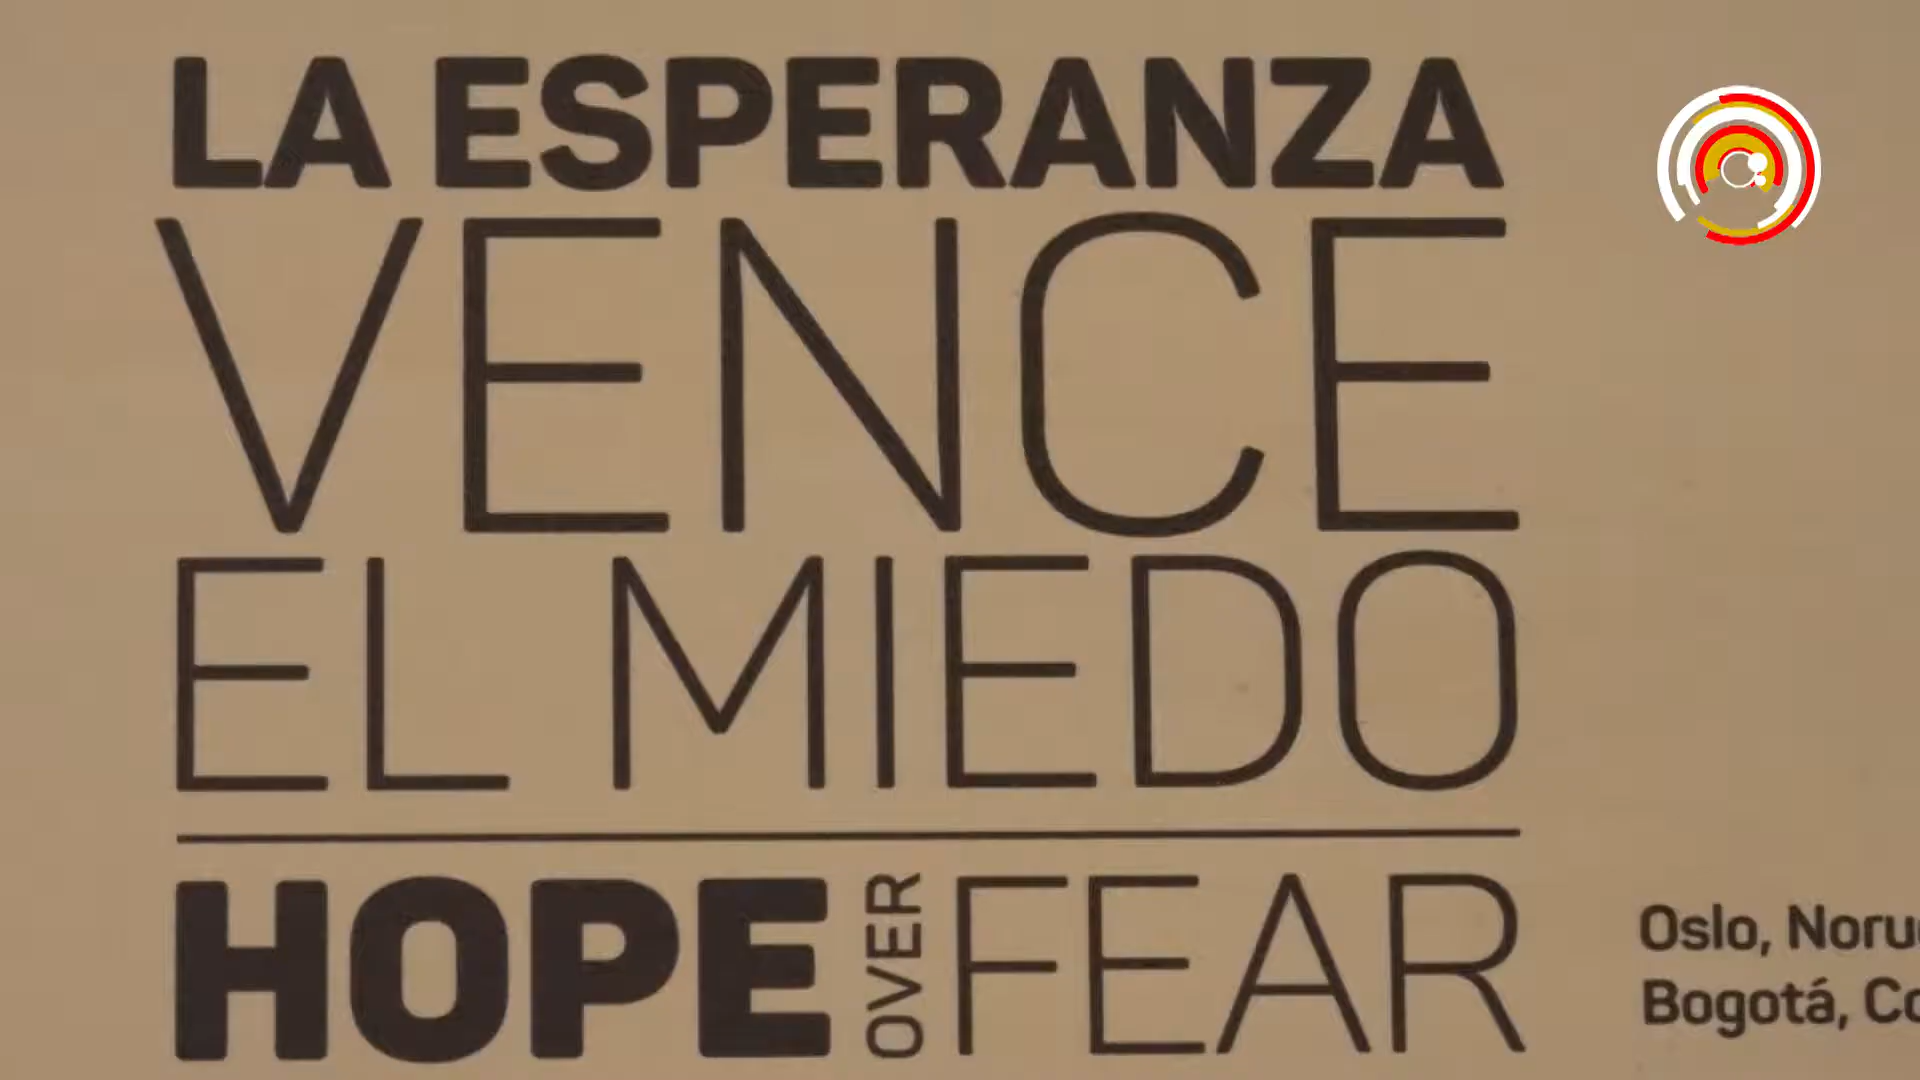 LA ESPERANZA
VENCE
EL MIEDO
HOPE OVER FEAR
Oslo,
Bogotá,